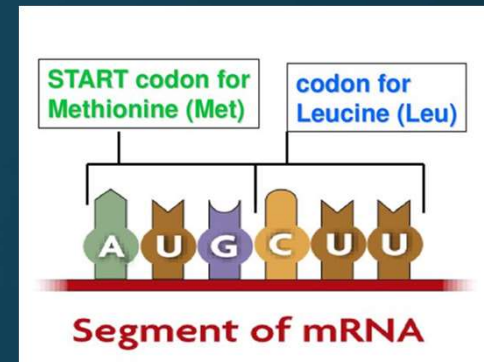 START codon for
Methionine (Met)
codon for
Leucine (Leu)
A U G C U U
Segment of mRNA